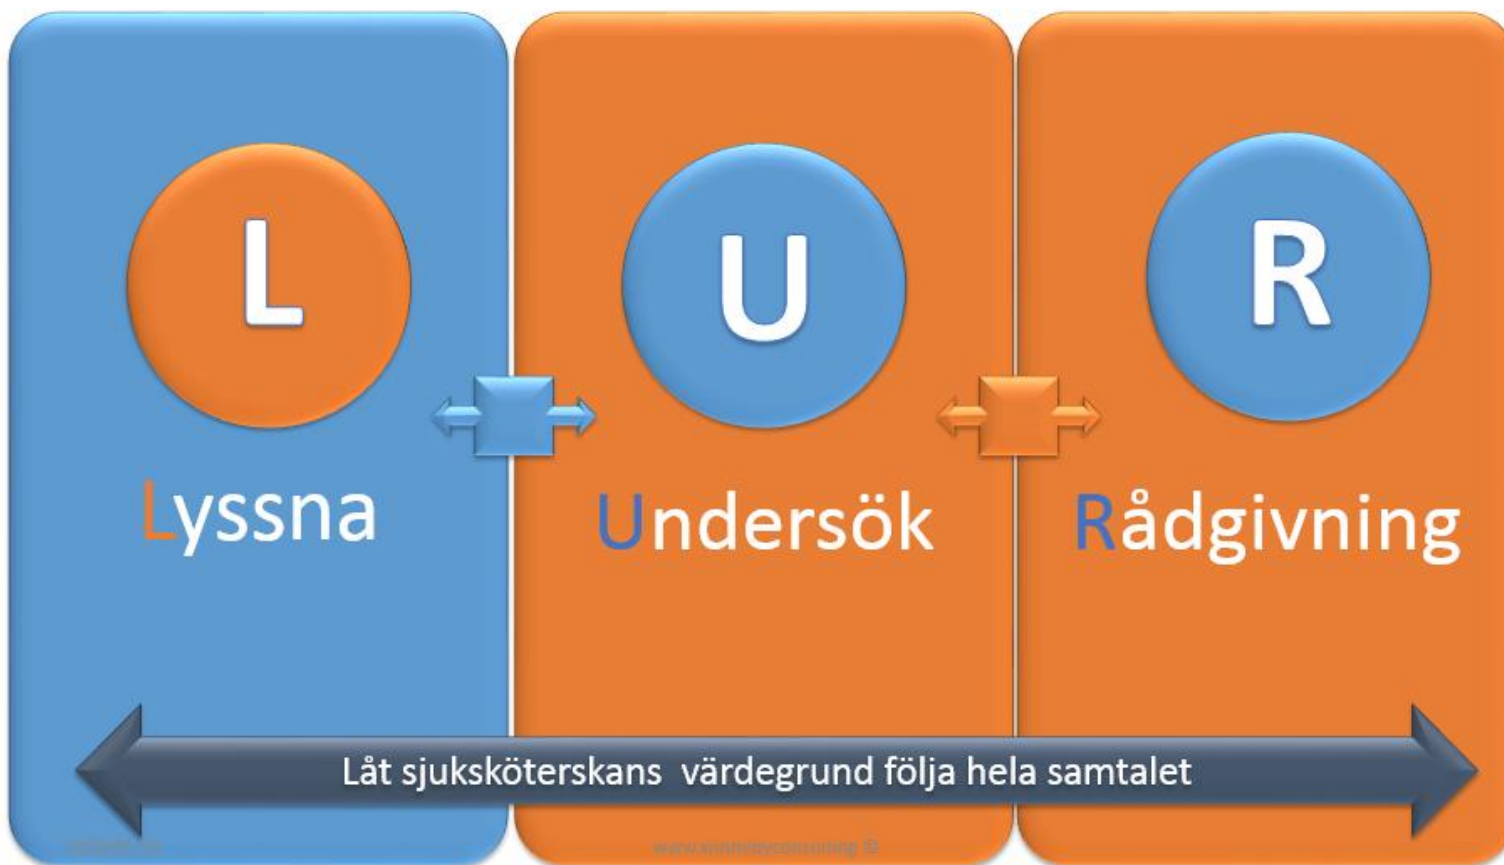 L
U
R
Lyssna
Undersök
Rådgivning
Låt sjuksköterskans värdegrund följa hela samtalet